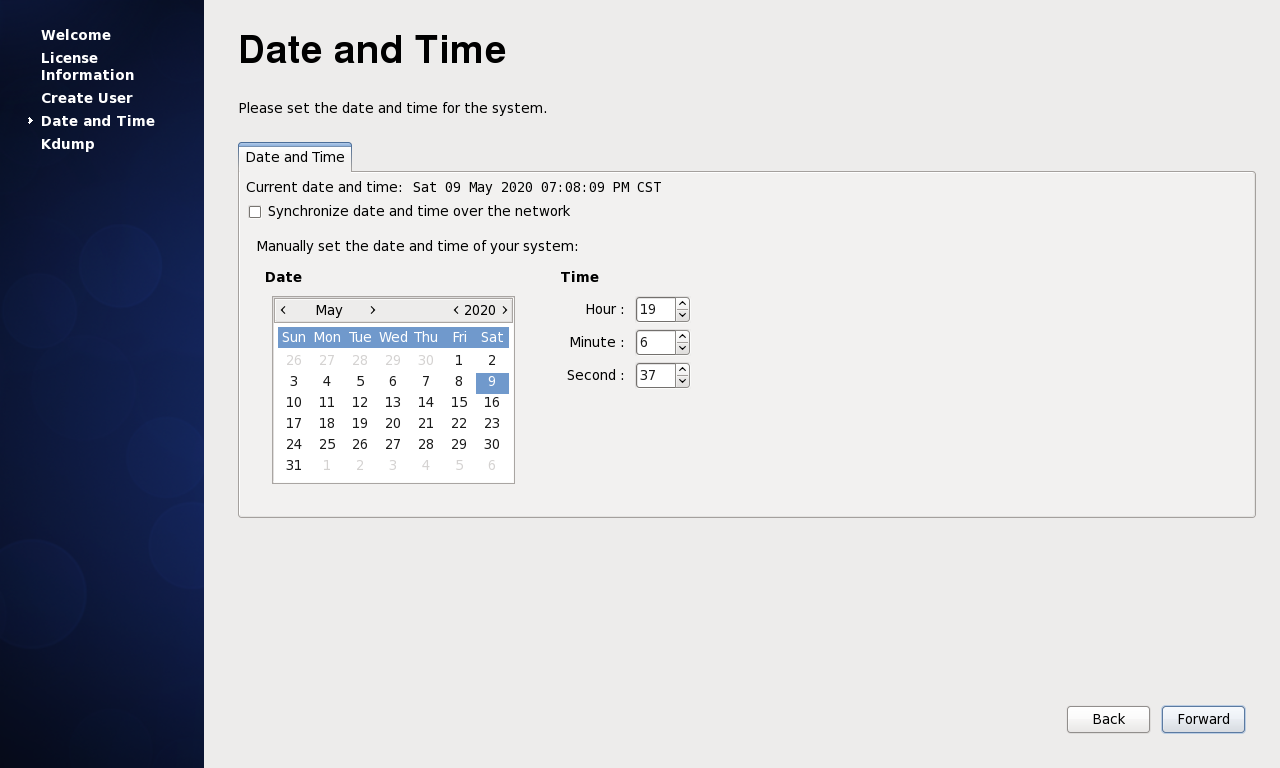 Welcome
License
Information
Create User
Date and Time
Kdump
Date and Time
Please set the date and time for the system.
Date and Time
Current date and time: Sat 09 May 2020 07:08:09 PM CST
Synchronize date and time over the network
Manually set the date and time of your system:
Date
Time
< May > < 2020 >
Sun Mon Tue Wed Thu Fri Sat
26 27 28 29 30 1 2
3 4 5 6 7 8 9
10 11 12 13 14 15 16
17 18 19 20 21 22 23
24 25 26 27 28 29 30
31 1 2 3 4 5 6
Hour : 19
Minute : 6
Second : 37
Back
Forward